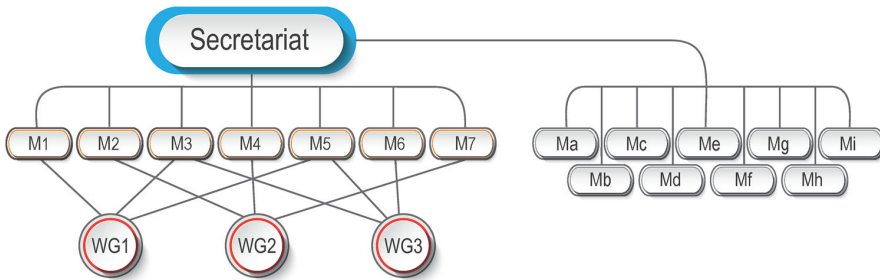 Secretariat
M1 M2 M3 M4 M5 M6 M7
Ma Mc Me Mg Mi
Mb Md Mf Mh
WG1 WG2 WG3